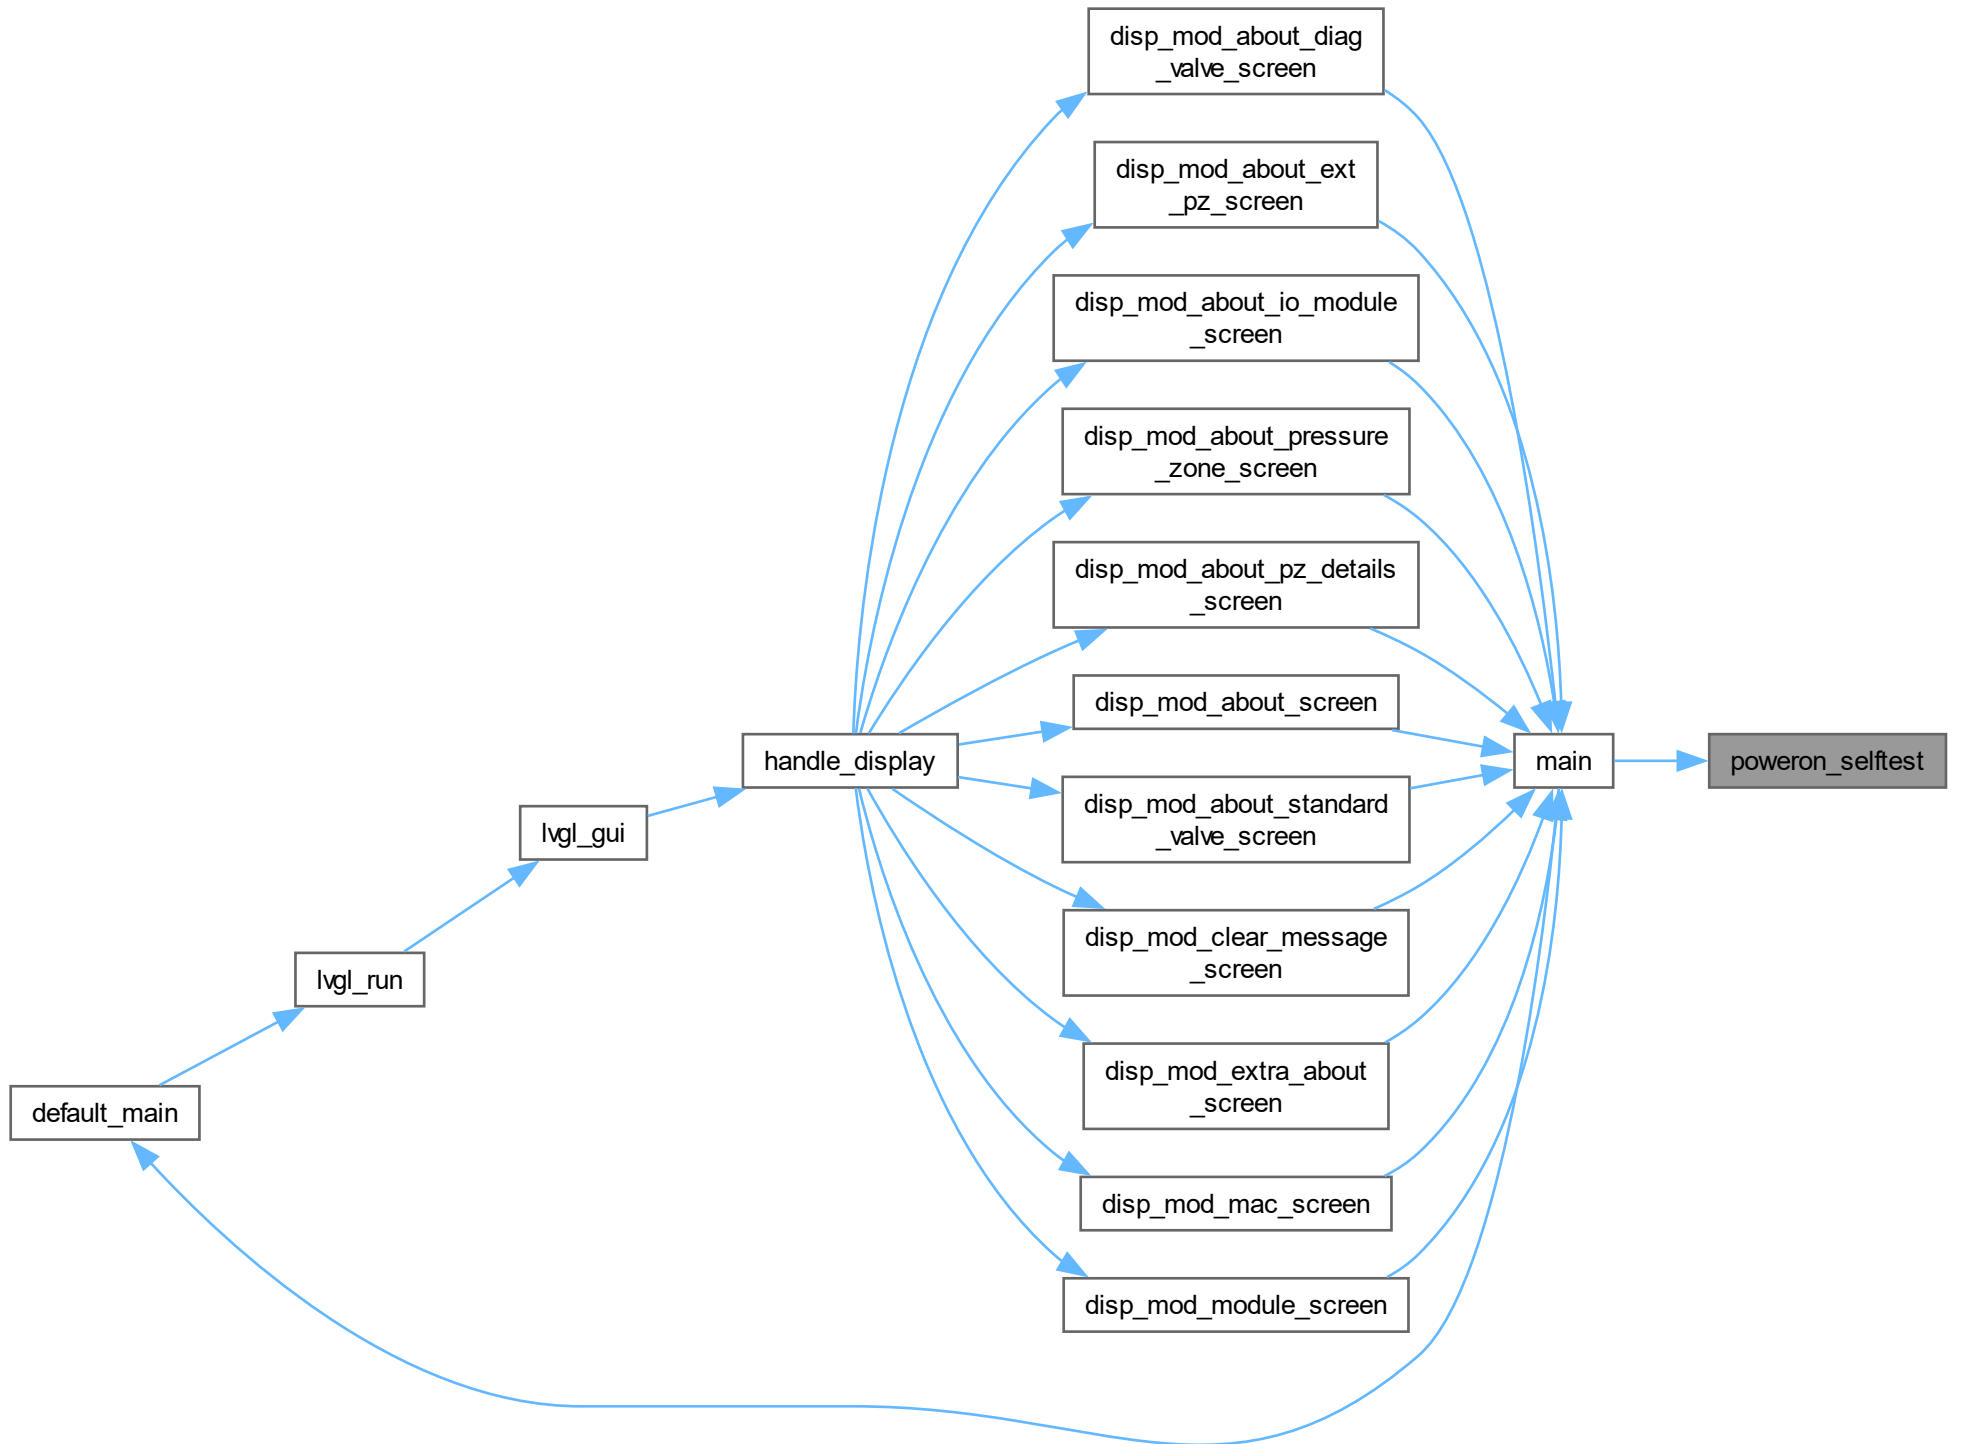 disp_mod_about_diag
_valve_screen
disp_mod_about_ext
_pz_screen
disp_mod_about_io_module
_screen
disp_mod_about_pressure
_zone_screen
disp_mod_about_pz_details
_screen
disp_mod_about_screen
handle_display
main
poweron_selftest
disp_mod_about_standard
_valve_screen
lvgl_gui
disp_mod_clear_message
_screen
lvgl_run
disp_mod_extra_about
_screen
default_main
disp_mod_mac_screen
disp_mod_module_screen